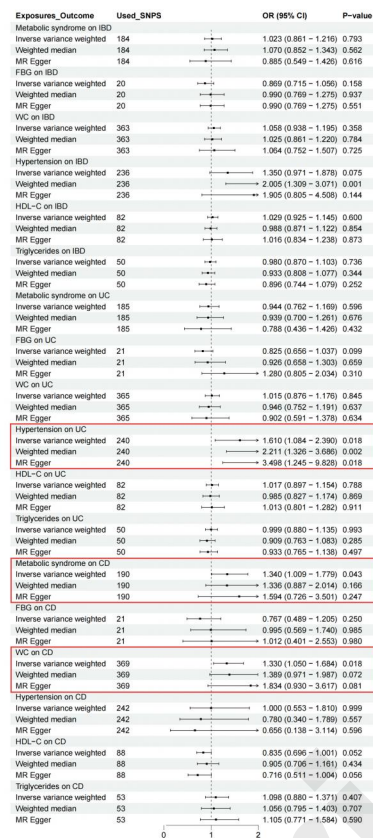 Exposures_Outcome Used_SNPS OR (95% CI) P−value
Metabolic syndrome on IBD
Inverse variance weighted 184 1.023 (0.861 − 1.216) 0.793
Weighted median 184 1.070 (0.852 − 1.343) 0.562
MR Egger 184 0.885 (0.549 − 1.426) 0.616
FBG on IBD
Inverse variance weighted 20 0.869 (0.715 − 1.056) 0.158
Weighted median 20 0.990 (0.769 − 1.275) 0.937
MR Egger 20 0.990 (0.769 − 1.275) 0.551
WC on IBD
Inverse variance weighted 363 1.058 (0.938 − 1.195) 0.358
Weighted median 363 1.025 (0.861 − 1.220) 0.784
MR Egger 363 1.064 (0.752 − 1.507) 0.725
Hypertension on IBD
Inverse variance weighted 236 1.350 (0.971 − 1.878) 0.075
Weighted median 236 2.005 (1.309 − 3.071) 0.001
MR Egger 236 1.905 (0.805 − 4.508) 0.144
HDL−C on IBD
Inverse variance weighted 82 1.029 (0.925 − 1.145) 0.600
Weighted median 82 0.988 (0.871 − 1.122) 0.854
MR Egger 82 1.016 (0.834 − 1.238) 0.873
Triglycerides on IBD
Inverse variance weighted 50 0.980 (0.870 − 1.103) 0.736
Weighted median 50 0.933 (0.808 − 1.077) 0.344
MR Egger 50 0.896 (0.744 − 1.079) 0.252
Metabolic syndrome on UC
Inverse variance weighted 185 0.944 (0.762 − 1.169) 0.596
Weighted median 185 0.939 (0.700 − 1.261) 0.676
MR Egger 185 0.788 (0.436 − 1.426) 0.432
FBG on UC
Inverse variance weighted 21 0.825 (0.656 − 1.037) 0.099
Weighted median 21 0.926 (0.658 − 1.303) 0.659
MR Egger 21 1.280 (0.805 − 2.034) 0.310
WC on UC
Inverse variance weighted 365 1.015 (0.876 − 1.176) 0.845
Weighted median 365 0.946 (0.752 − 1.191) 0.637
MR Egger 365 0.902 (0.591 − 1.378) 0.634
Hypertension on UC
Inverse variance weighted 240 1.610 (1.084 − 2.390) 0.018
Weighted median 240 2.211 (1.326 − 3.686) 0.002
MR Egger 240 3.498 (1.245 − 9.828) 0.018
HDL−C on UC
Inverse variance weighted 82 1.017 (0.897 − 1.154) 0.788
Weighted median 82 0.985 (0.827 − 1.174) 0.869
MR Egger 82 1.013 (0.801 − 1.282) 0.911
Triglycerides on UC
Inverse variance weighted 50 0.999 (0.880 − 1.135) 0.993
Weighted median 50 0.909 (0.763 − 1.083) 0.285
MR Egger 50 0.933 (0.765 − 1.138) 0.497
Metabolic syndrome on CD
Inverse variance weighted 190 1.340 (1.009 − 1.779) 0.043
Weighted median 190 1.336 (0.887 − 2.014) 0.166
MR Egger 190 1.594 (0.726 − 3.501) 0.247
FBG on CD
Inverse variance weighted 21 0.767 (0.489 − 1.205) 0.250
Weighted median 21 0.995 (0.569 − 1.740) 0.985
MR Egger 21 1.012 (0.401 − 2.553) 0.980
WC on CD
Inverse variance weighted 369 1.330 (1.050 − 1.684) 0.018
Weighted median 369 1.389 (0.971 − 1.987) 0.072
MR Egger 369 1.834 (0.930 − 3.617) 0.081
Hypertension on CD
Inverse variance weighted 242 1.000 (0.553 − 1.810) 0.999
Weighted median 242 0.780 (0.340 − 1.789) 0.557
MR Egger 242 0.656 (0.138 − 3.114) 0.596
HDL−C on CD
Inverse variance weighted 88 0.835 (0.696 − 1.001) 0.052
Weighted median 88 0.905 (0.706 − 1.161) 0.434
MR Egger 88 0.716 (0.511 − 1.004) 0.056
Triglycerides on CD
Inverse variance weighted 53 1.098 (0.880 − 1.371) 0.407
Weighted median 53 1.056 (0.795 − 1.403) 0.707
MR Egger 53 1.105 (0.771 − 1.584) 0.590
0 1 2